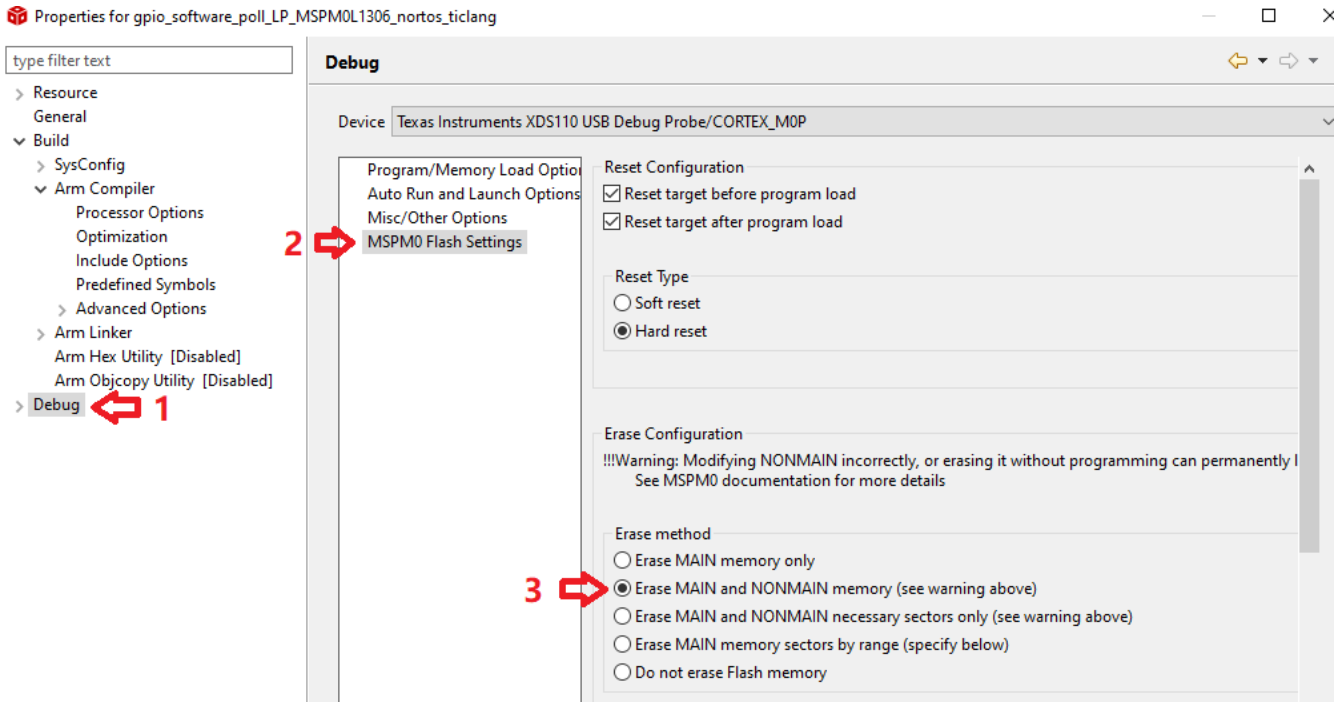 Properties for gpio_software_poll_LP_MSPM0L1306_nortos_ticlang
type filter text
Resource
General
Build
SysConfig
Arm Compiler
Processor Options
Optimization
Include Options
Predefined Symbols
Advanced Options
Arm Linker
Arm Hex Utility [Disabled]
Arm Objcopy Utility [Disabled]
Debug
1
Debug
Device Texas Instruments XDS110 USB Debug Probe/CORTEX_M0P
Program/Memory Load Option
Auto Run and Launch Options
Misc/Other Options
2 MSPM0 Flash Settings
Reset Configuration
Reset target before program load
Reset target after program load
Reset Type
Soft reset
Hard reset
Erase Configuration
!!!Warning: Modifying NONMAIN incorrectly, or erasing it without programming can permanently l
See MSPM0 documentation for more details
Erase method
Erase MAIN memory only
3 Erase MAIN and NONMAIN memory (see warning above)
Erase MAIN and NONMAIN necessary sectors only (see warning above)
Erase MAIN memory sectors by range (specify below)
Do not erase Flash memory